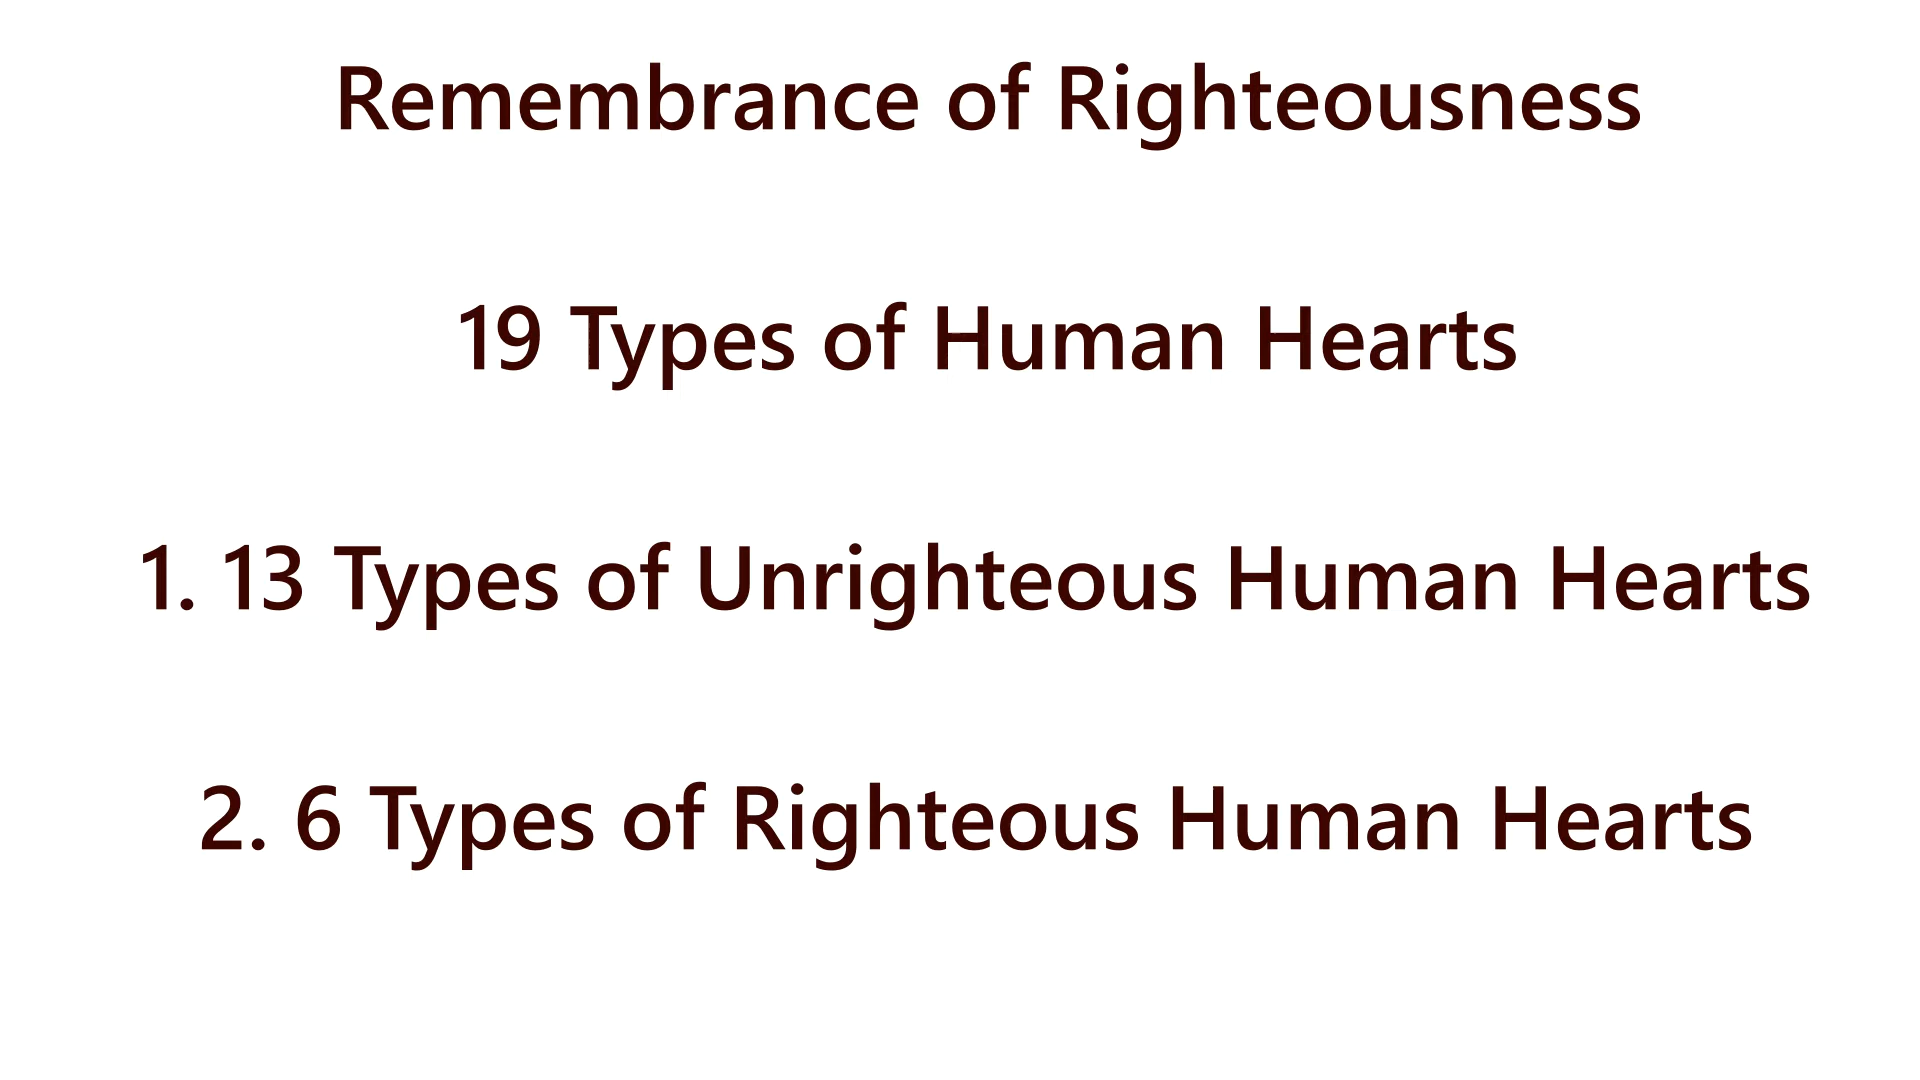 Remembrance of Righteousness
19 Types of Human Hearts
1. 13 Types of Unrighteous Human Hearts
2. 6 Types of Righteous Human Hearts